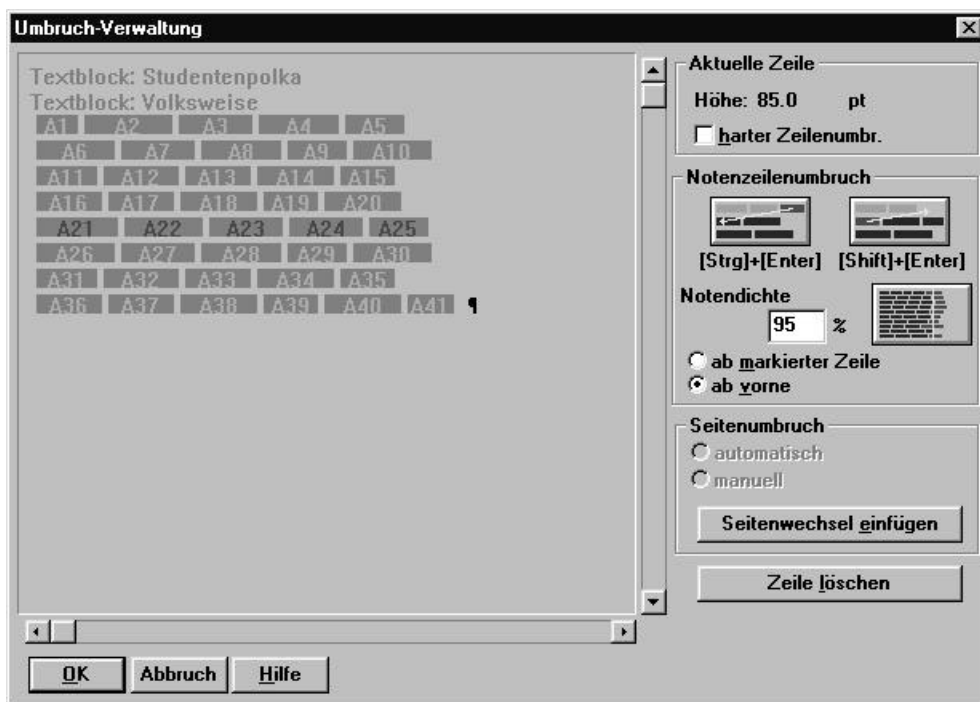 Umbruch-Verwaltung
Textblock: Studentenpolka
Textblock: Volksweise
A1 A2 A3 A4 A5
A6 A7 A8 A9 A10
A11 A12 A13 A14 A15
A16 A17 A18 A19 A20
A21 A22 A23 A24 A25
A26 A27 A28 A29 A30
A31 A32 A33 A34 A35
A36 A37 A38 A39 A40 A41 ¶
OK Abbruch Hilfe
Aktuelle Zeile
Höhe: 85.0 pt
harter Zeilenumbr.
Notenzeilenumbruch
[Strg]+[Enter] [Shift]+[Enter]
Notendichte
95 %
ab markierter Zeile
ab vorne
Seitenumbruch
automatisch
manuell
Seitenwechsel einfügen
Zeile löschen